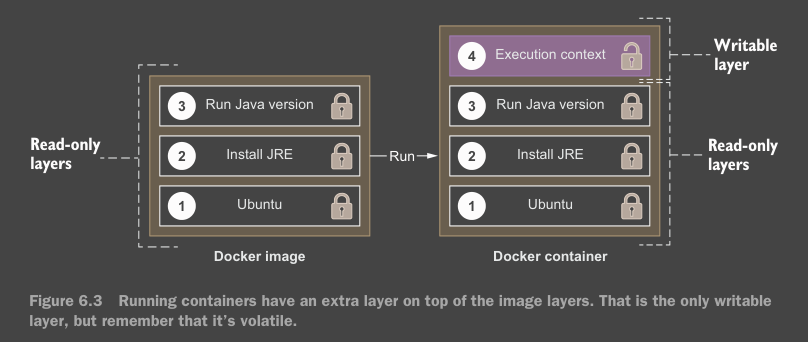 4 Execution context
Writable
layer
3 Run Java version
3 Run Java version
Read-only
layers
2 Install JRE
Run
2 Install JRE
Read-only
layers
1 Ubuntu
1 Ubuntu
Docker image
Docker container
Figure 6.3 Running containers have an extra layer on top of the image layers. That is the only writable
layer, but remember that it’s volatile.